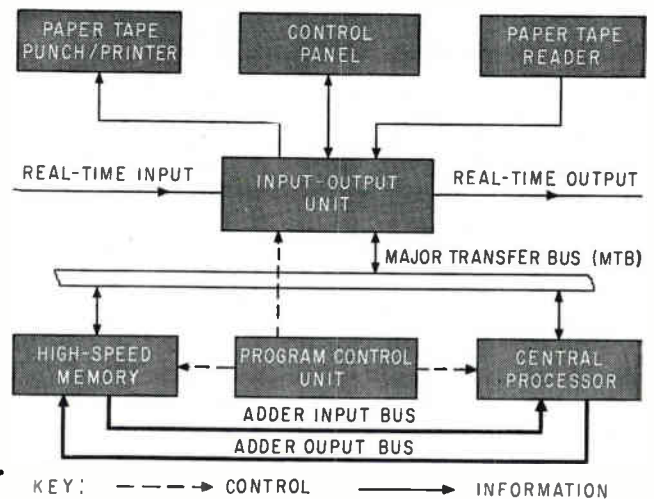 PAPER TAPE
PUNCH/PRINTER
CONTROL
PANEL
PAPER TAPE
READER
REAL-TIME INPUT
INPUT-OUTPUT
UNIT
REAL-TIME OUTPUT
MAJOR TRANSFER BUS (MTB)
HIGH-SPEED
MEMORY
PROGRAM CONTROL
UNIT
CENTRAL
PROCESSOR
ADDER INPUT BUS
ADDER OUPUT BUS
KEY: CONTROL INFORMATION